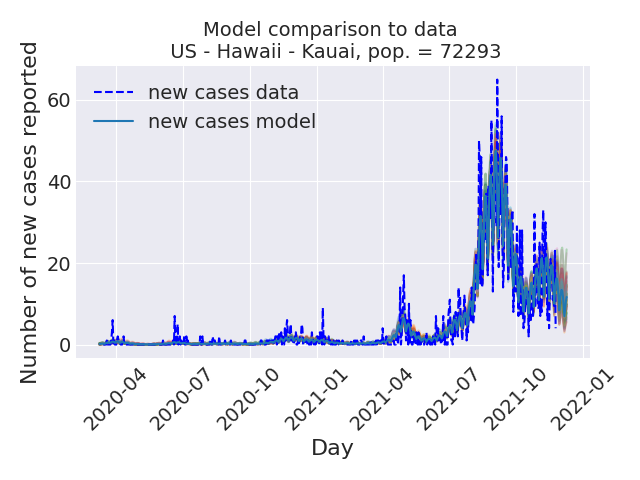 Model comparison to data
US - Hawaii - Kauai, pop. = 72293
Number of new cases reported
60
40
20
0
new cases data
new cases model
2020-04
2020-07
2020-10
2021-01
2021-04
2021-07
2021-10
2022-01
Day